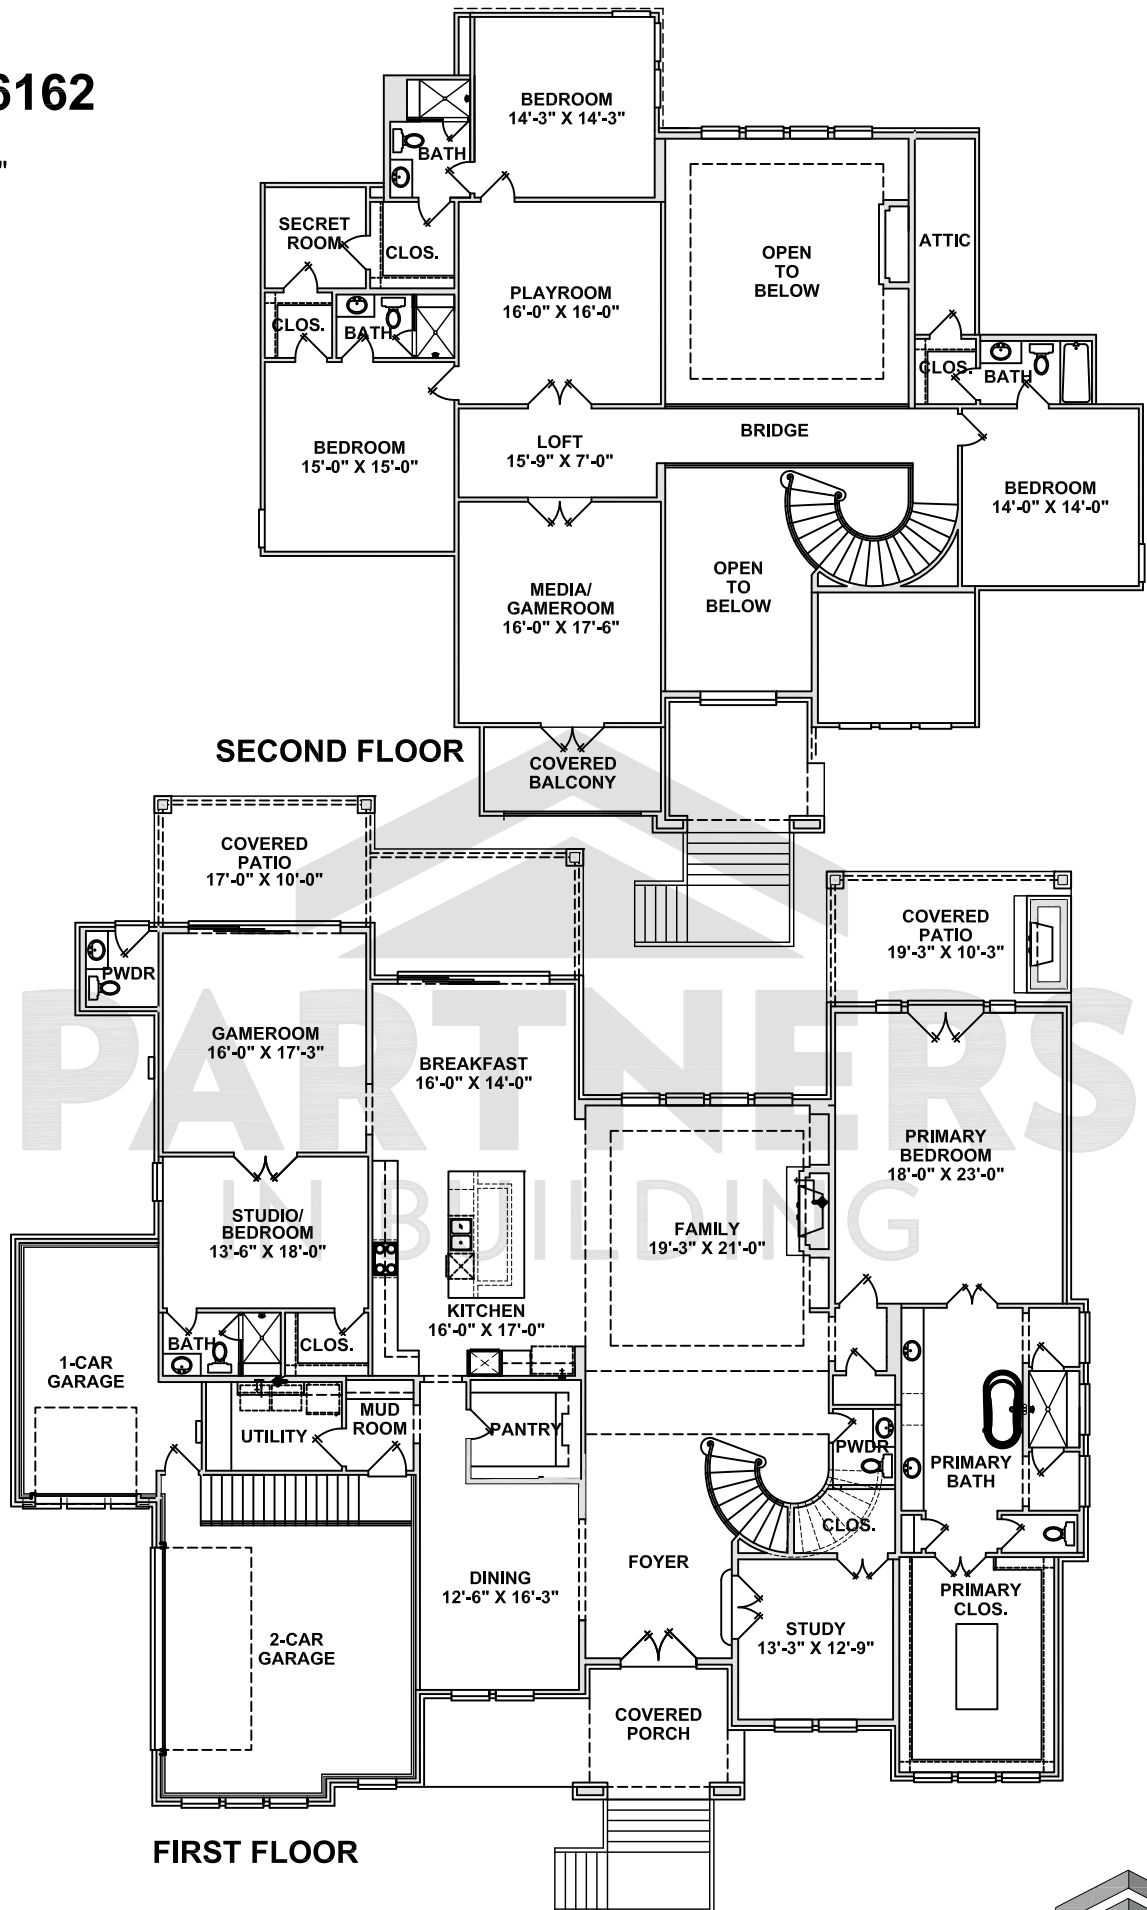 6162
"
BEDROOM
14'-3" X 14'-3"
BATH
SECRET
ROOM
CLOS.
PLAYROOM
16'-0" X 16'-0"
OPEN
TO
BELOW
ATTIC
CLOS.
BATH
CLOS.
BATH
BEDROOM
15'-0" X 15'-0"
LOFT
15'-9" X 7'-0"
BRIDGE
BEDROOM
14'-0" X 14'-0"
MEDIA/
GAMEROOM
16'-0" X 17'-6"
OPEN
TO
BELOW
SECOND FLOOR
COVERED
BALCONY
COVERED
PATIO
17'-0" X 10'-0"
COVERED
PATIO
19'-3" X 10'-3"
PWDR
PARTNERS
IN BUILDING
GAMEROOM
16'-0" X 17'-3"
BREAKFAST
16'-0" X 14'-0"
PRIMARY
BEDROOM
18'-0" X 23'-0"
STUDIO/
BEDROOM
13'-6" X 18'-0"
FAMILY
19'-3" X 21'-0"
KITCHEN
16'-0" X 17'-0"
BATH
CLOS.
1-CAR
GARAGE
UTILITY
MUD
ROOM
PANTRY
PWDR
PRIMARY
BATH
CLOS.
FOYER
DINING
12'-6" X 16'-3"
PRIMARY
CLOS.
STUDY
13'-3" X 12'-9"
2-CAR
GARAGE
COVERED
PORCH
FIRST FLOOR